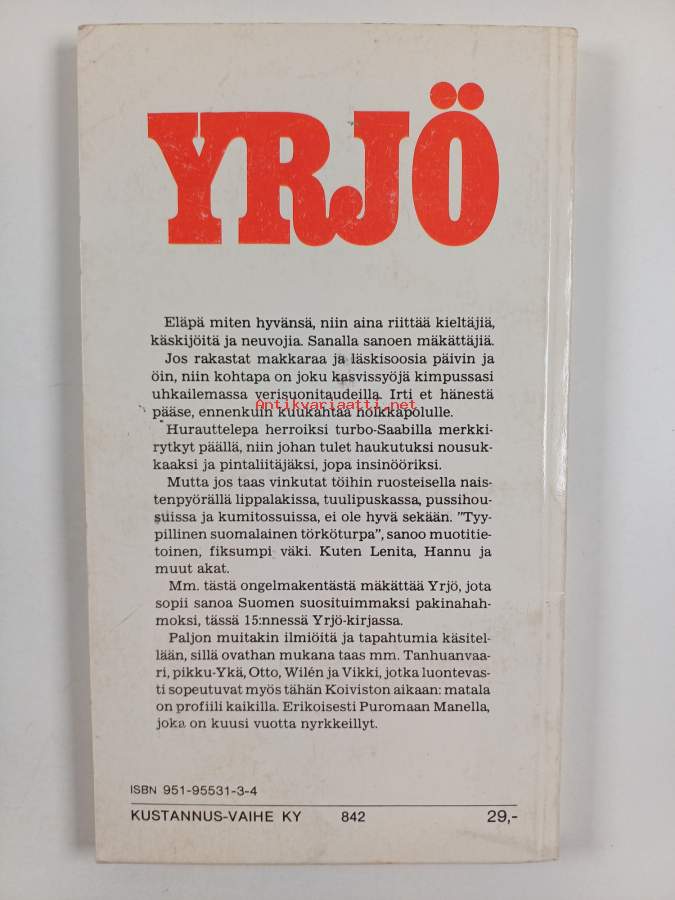 YRJÖ
Eläpä miten hyvänsä, niin aina riittää kieltäjiä,
käskijöitä ja neuvojia. Sanalla sanoen mäkättäjiä.
Jos rakastat makkaraa ja läskisoosia päivin ja
öin, niin kohtapa on joku kasvissyöjä kimpussasi
uhkailemassa verisuonitaudeilla. Irti et hänestä
Antikvariaatti.net
pääse, ennenkuin kuukahtaa hölkkäpolulle.
Hurauttelepa herroiksi turbo-Saabilla merkki-
rytkyt päällä, niin johan tulet haukutuksi nousuk-
kaaksi ja pintaliitäjäksi, jopa insinööriksi.
Mutta jos taas vinkutat töihin ruosteisella nais-
tenpyörällä lippalakissa, tuulipuskassa, pussihou-
suissa ja kumitossuissa, ei ole hyvä sekään. "Tyy-
pillinen suomalainen törköturpa", sanoo muotitie-
toinen, fiksumpi väki. Kuten Lenita, Hannu ja
muut akat.
Mm. tästä ongelmakentästä mäkättää Yrjö, jota
sopii sanoa Suomen suosituimmaksi pakinahah-
moksi, tässä 15:nnessä Yrjö-kirjassa.
Paljon muitakin ilmiöitä ja tapahtumia käsitel-
lään, sillä ovathan mukana taas mm. Tanhuanvaa-
ri, pikku-Ykä, Otto, Wilén ja Vikki, jotka luontevas-
ti sopeutuvat myös tähän Koiviston aikaan: matala
on profiili kaikilla. Erikoisesti Puromaan Manella,
joka on kuusi vuotta nyrkkeillyt.
ISBN 951-95531-3-4
KUSTANNUS-VAIHE KY 842 29,-